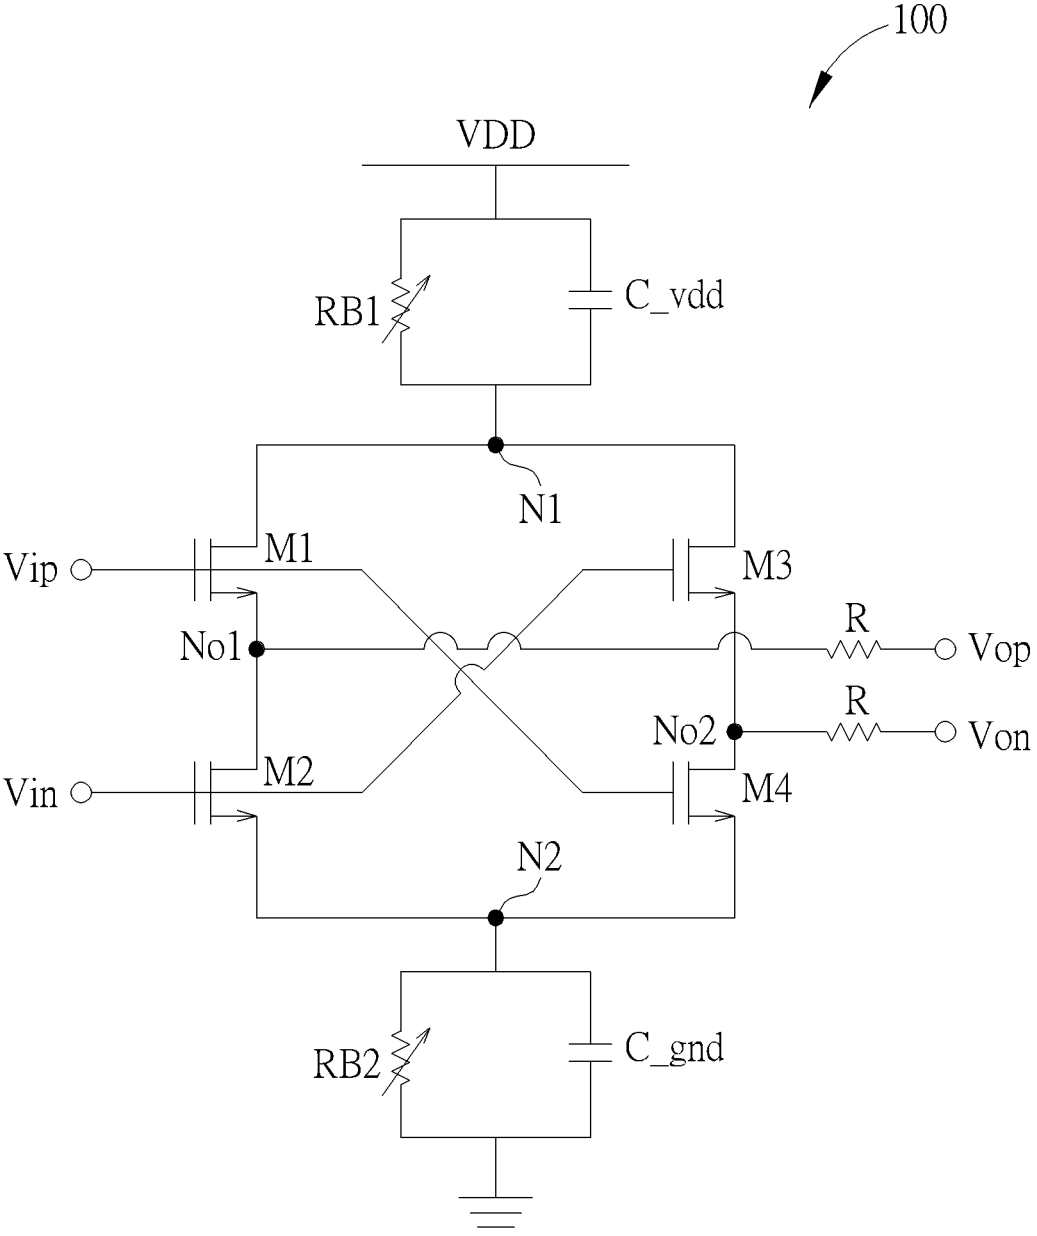 100
VDD
RB1
C_vdd
N1
Vip
M1
M3
No1
R
Vop
No2
R
Von
Vin
M2
M4
N2
RB2
C_gnd